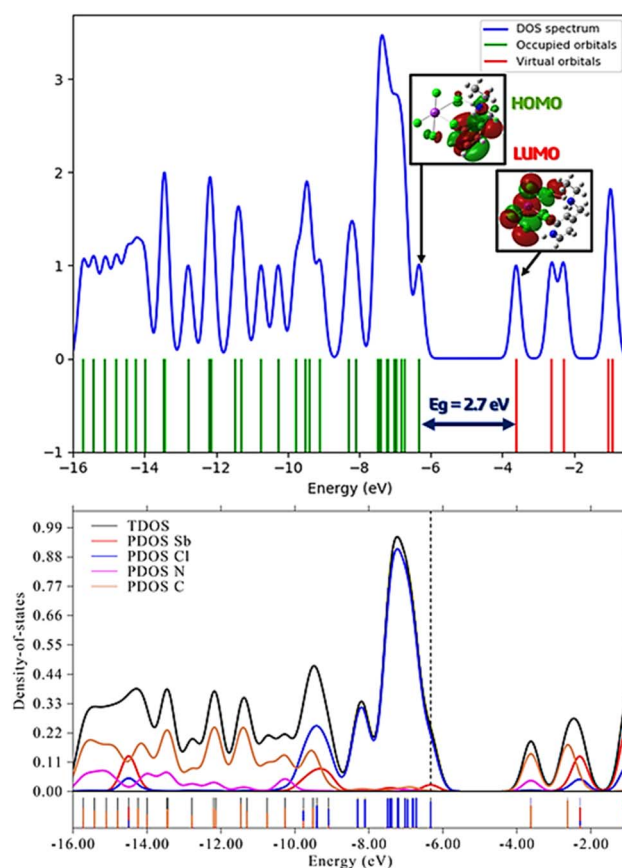 DOS spectrum
Occupied orbitals
Virtual orbitals
HOMO
LUMO
3
2
1
0
−1
Eg = 2.7 eV
−16 −14 −12 −10 −8 −6 −4 −2
Energy (eV)
TDOS
PDOS Sb
PDOS Cl
PDOS N
PDOS C
Density-of-states
0.99
0.88
0.77
0.66
0.55
0.44
0.33
0.22
0.11
0.00
-16.00 -14.00 -12.00 -10.00 -8.00 -6.00 -4.00 -2.00
Energy (eV)